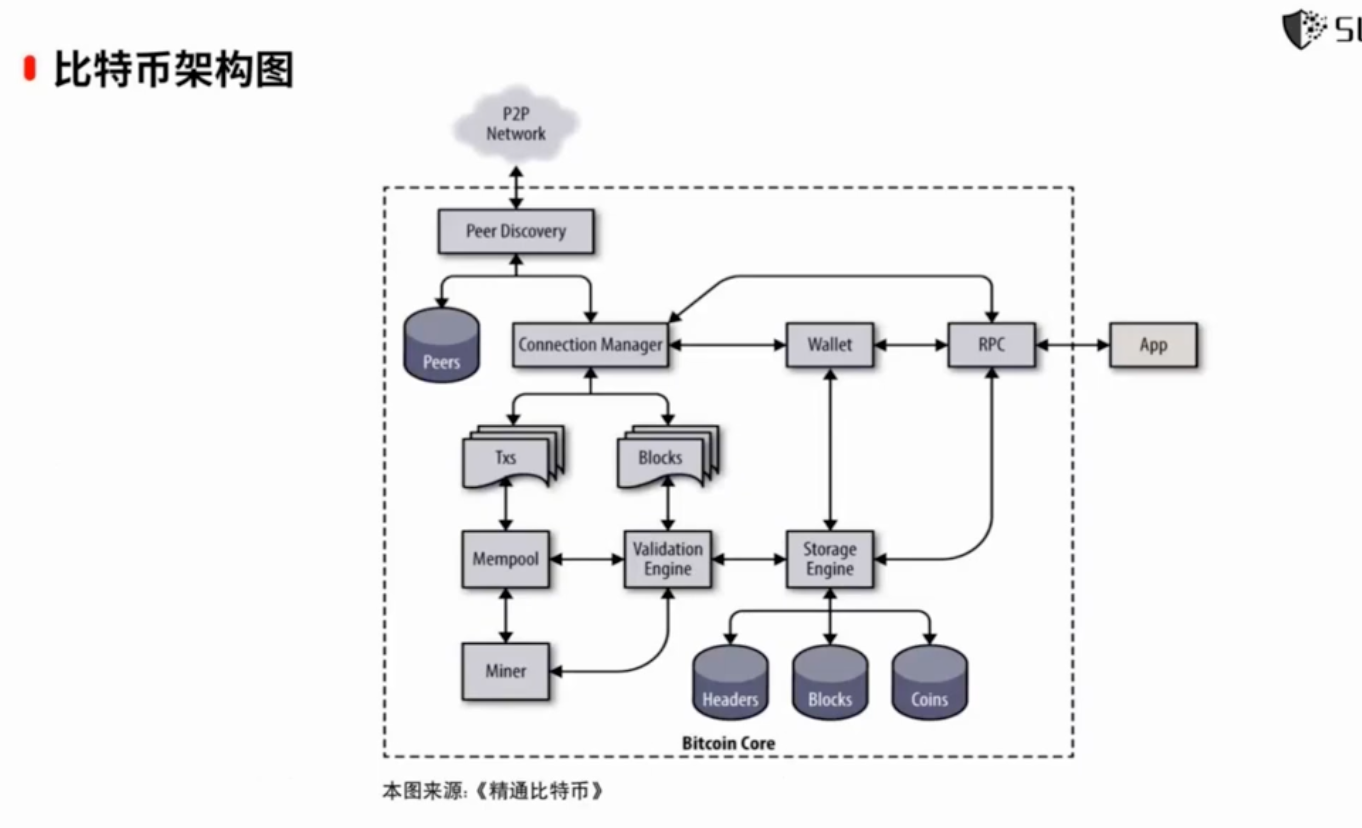 比特币架构图
P2P
Network
Peer Discovery
Peers
Connection Manager
Wallet
RPC
App
Txs
Blocks
Mempool
Validation
Engine
Storage
Engine
Miner
Headers
Blocks
Coins
Bitcoin Core
本图来源:《精通比特币》